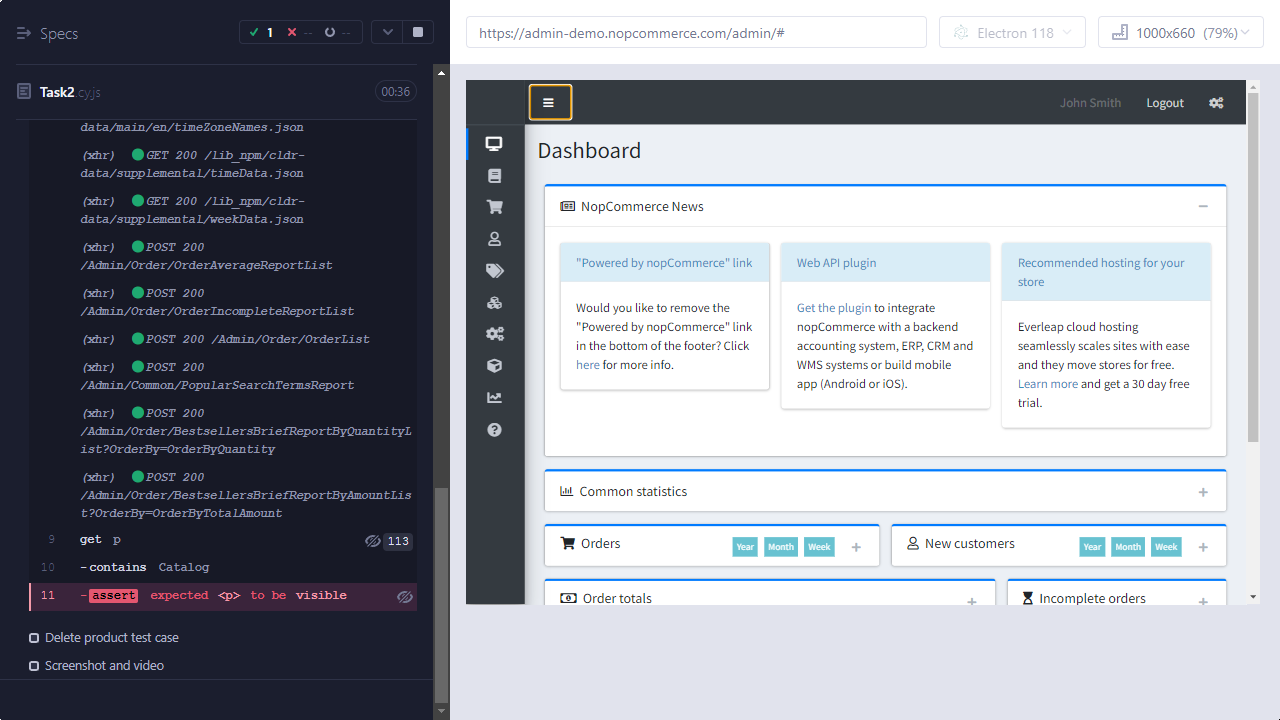 Specs
1
--
--
Task2.cy.js
00:36
data/main/en/timeZoneNames.json
(xhr) GET 200 /lib_npm/cldr-
data/supplemental/timeData.json
(xhr) GET 200 /lib_npm/cldr-
data/supplemental/weekData.json
(xhr) POST 200
/Admin/Order/OrderAverageReportList
(xhr) POST 200
/Admin/Order/OrderIncompleteReportList
(xhr) POST 200 /Admin/Order/OrderList
(xhr) POST 200
/Admin/Common/PopularSearchTermsReport
(xhr) POST 200
/Admin/Order/BestsellersBriefReportByQuantityL
ist?OrderBy=OrderByQuantity
(xhr) POST 200
/Admin/Order/BestsellersBriefReportByAmountLis
t?OrderBy=OrderByTotalAmount
9 get p 113
10 -contains Catalog
11 -assert expected <p> to be visible
Delete product test case
Screenshot and video
https://admin-demo.nopcommerce.com/admin/#
Electron 118
1000x660 (79%)
John Smith
Logout
Dashboard
NopCommerce News
"Powered by nopCommerce" link
Would you like to remove the
"Powered by nopCommerce" link
in the bottom of the footer? Click
here for more info.
Web API plugin
Get the plugin to integrate
nopCommerce with a backend
accounting system, ERP, CRM and
WMS systems or build mobile
app (Android or iOS).
Recommended hosting for your
store
Everleap cloud hosting
seamlessly scales sites with ease
and they move stores for free.
Learn more and get a 30 day free
trial.
Common statistics
Orders
Year
Month
Week
New customers
Year
Month
Week
Order totals
Incomplete orders